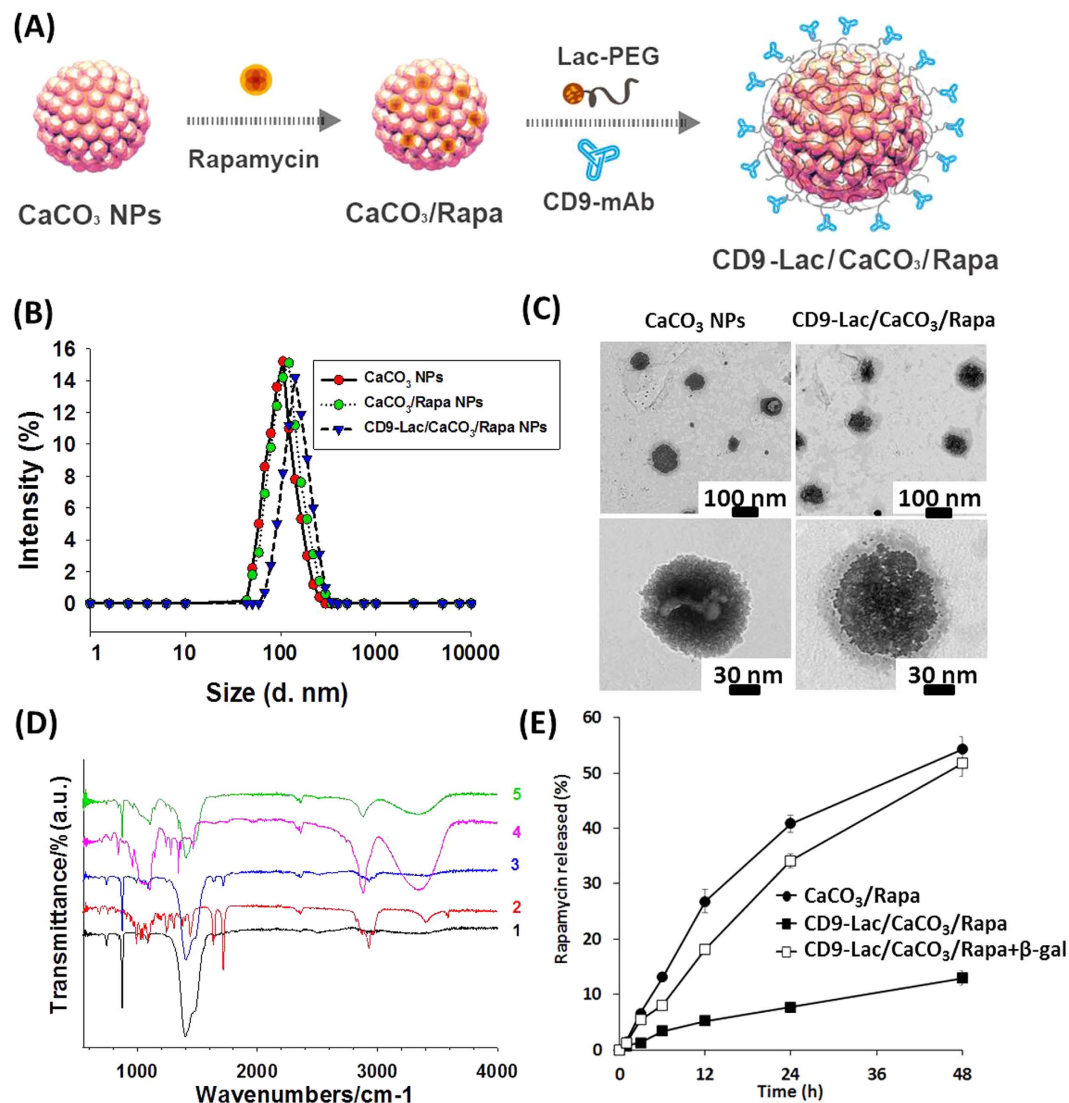 (A)
Rapamycin
Lac-PEG
CD9-mAb
CaCO₃ NPs
CaCO₃/Rapa
CD9-Lac/CaCO₃/Rapa
(B)
16
14
12
10
8
6
4
2
0
Intensity (%)
CaCO₃ NPs
CaCO₃/Rapa NPs
CD9-Lac/CaCO₃/Rapa NPs
1 10 100 1000 10000
Size (d. nm)
(C)
CaCO₃ NPs CD9-Lac/CaCO₃/Rapa
100 nm 100 nm
30 nm 30 nm
(D)
Transmittance/% (a.u.)
5
4
3
2
1
1000 2000 3000 4000
Wavenumbers/cm-1
(E)
60
50
40
30
20
10
0
Rapamycin released (%)
CaCO₃/Rapa
CD9-Lac/CaCO₃/Rapa
CD9-Lac/CaCO₃/Rapa+β-gal
0 12 24 36 48
Time (h)